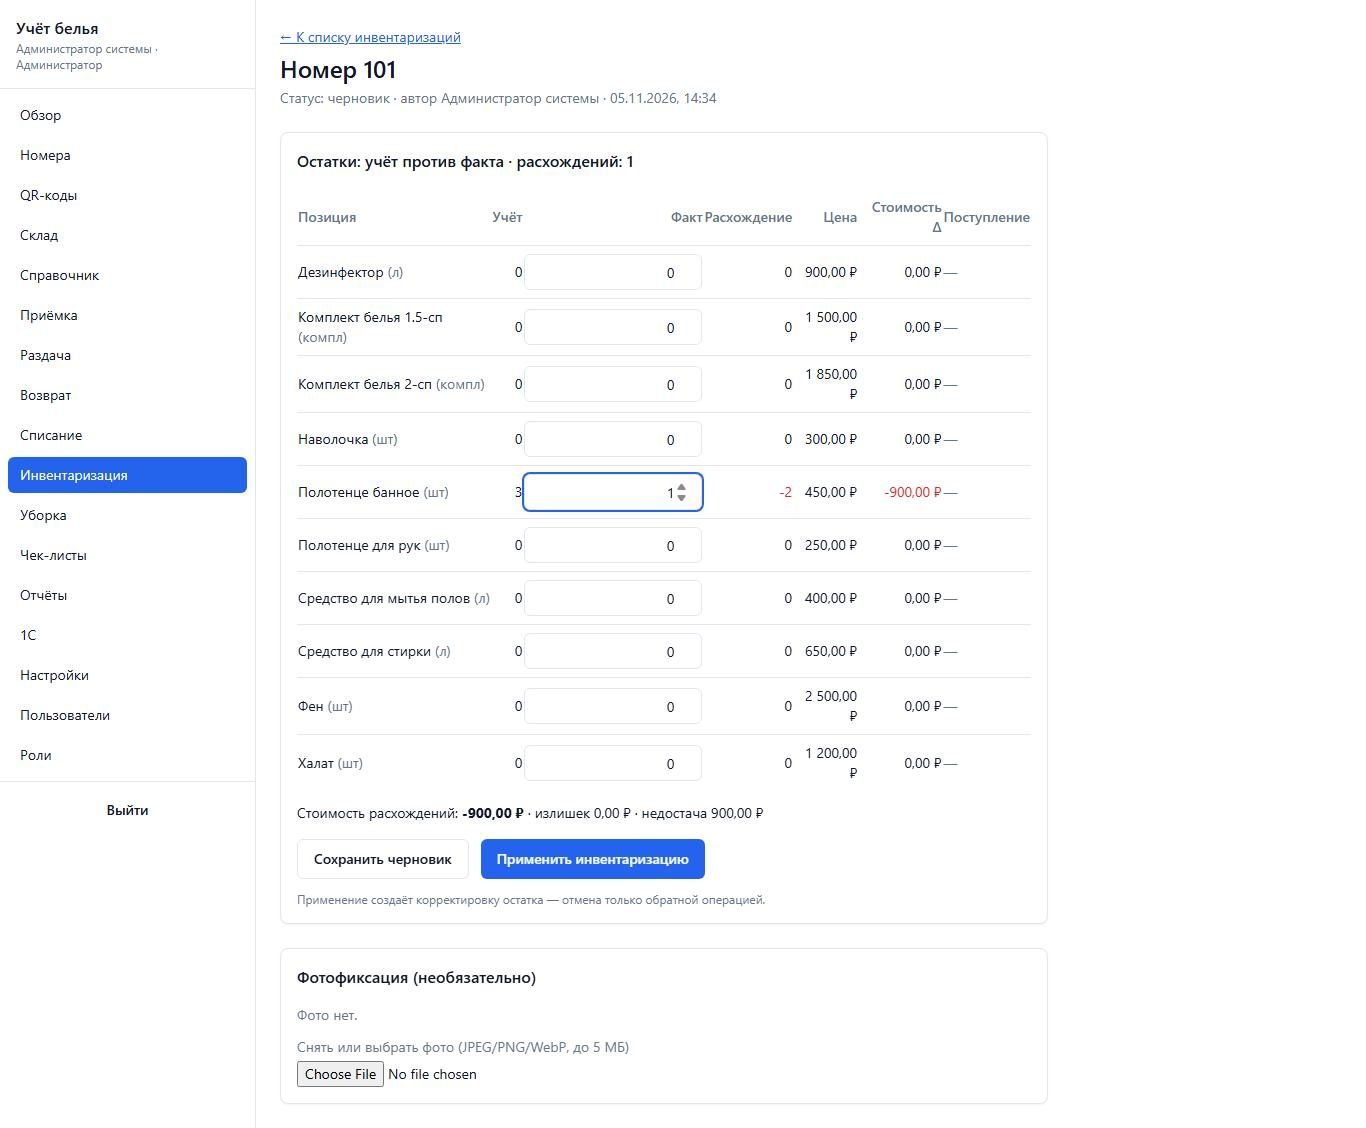 Учёт белья
Администратор системы ·
Администратор
Обзор
Номера
QR-коды
Склад
Справочник
Приёмка
Раздача
Возврат
Списание
Инвентаризация
Уборка
Чек-листы
Отчёты
1С
Настройки
Пользователи
Роли
Выйти
← К списку инвентаризаций
Номер 101
Статус: черновик · автор Администратор системы · 05.11.2026, 14:34
Остатки: учёт против факта · расхождений: 1
Позиция Учёт Факт Расхождение Цена Стоимость Δ Поступление
Дезинфектор (л) 0 0 0 900,00 ₽ 0,00 ₽ —
Комплект белья 1.5-сп (компл) 0 0 0 1 500,00 ₽ 0,00 ₽ —
Комплект белья 2-сп (компл) 0 0 0 1 850,00 ₽ 0,00 ₽ —
Наволочка (шт) 0 0 0 300,00 ₽ 0,00 ₽ —
Полотенце банное (шт) 3 1 -2 450,00 ₽ -900,00 ₽ —
Полотенце для рук (шт) 0 0 0 250,00 ₽ 0,00 ₽ —
Средство для мытья полов (л) 0 0 0 400,00 ₽ 0,00 ₽ —
Средство для стирки (л) 0 0 0 650,00 ₽ 0,00 ₽ —
Фен (шт) 0 0 0 2 500,00 ₽ 0,00 ₽ —
Халат (шт) 0 0 0 1 200,00 ₽ 0,00 ₽ —
Стоимость расхождений: -900,00 ₽ · излишек 0,00 ₽ · недостача 900,00 ₽
Сохранить черновик Применить инвентаризацию
Применение создаёт корректировку остатка — отмена только обратной операцией.
Фотофиксация (необязательно)
Фото нет.
Снять или выбрать фото (JPEG/PNG/WebP, до 5 МБ)
Choose File No file chosen